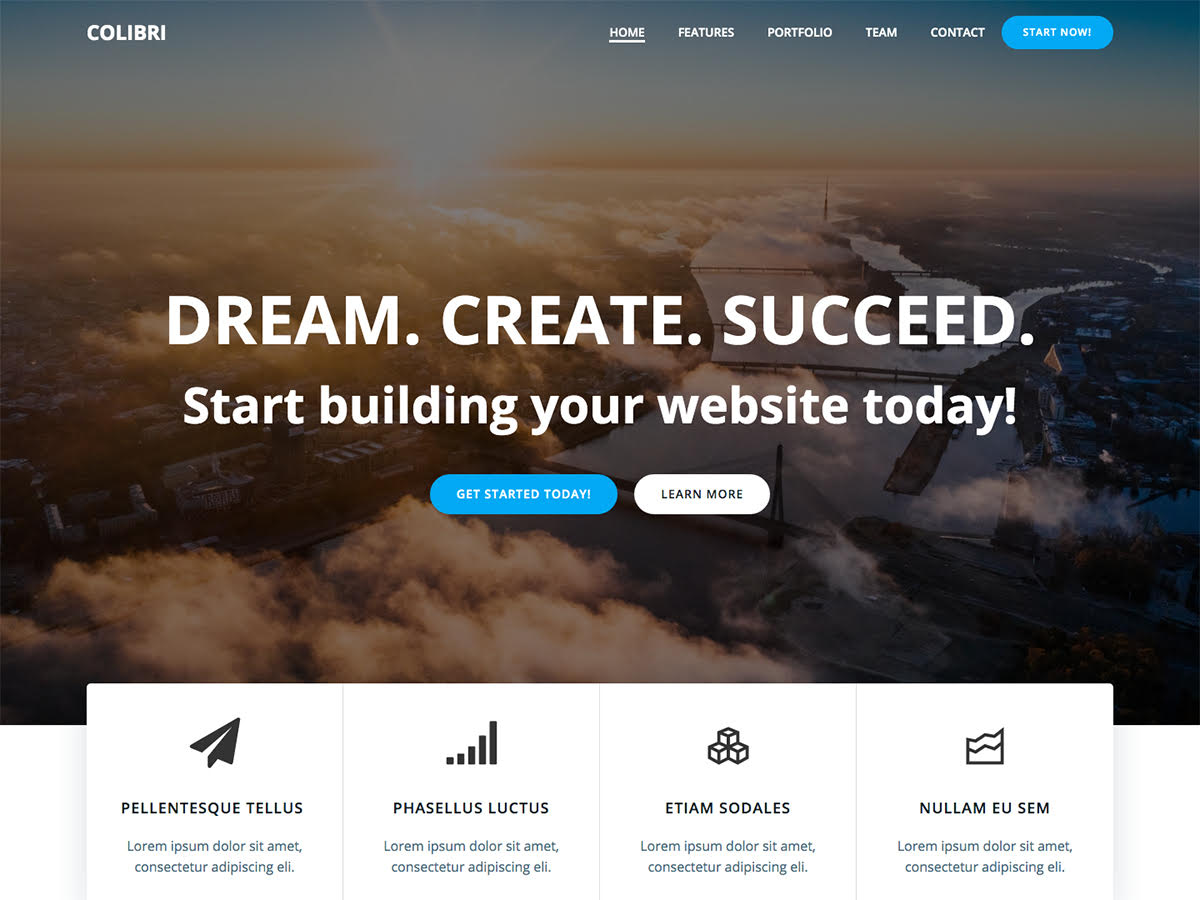 COLIBRI
HOME FEATURES PORTFOLIO TEAM CONTACT START NOW!
DREAM. CREATE. SUCCEED.
Start building your website today!
GET STARTED TODAY! LEARN MORE
PELLENTESQUE TELLUS
Lorem ipsum dolor sit amet,
consectetur adipiscing eli.
PHASELLUS LUCTUS
Lorem ipsum dolor sit amet,
consectetur adipiscing eli.
ETIAM SODALES
Lorem ipsum dolor sit amet,
consectetur adipiscing eli.
NULLAM EU SEM
Lorem ipsum dolor sit amet,
consectetur adipiscing eli.